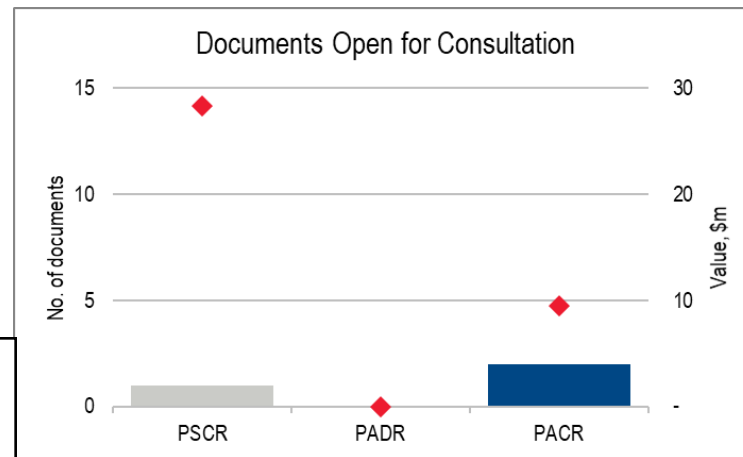 Documents Open for Consultation
15
10
5
0
No. of documents
30
20
10
-
Value, $m
PSCR
PADR
PACR